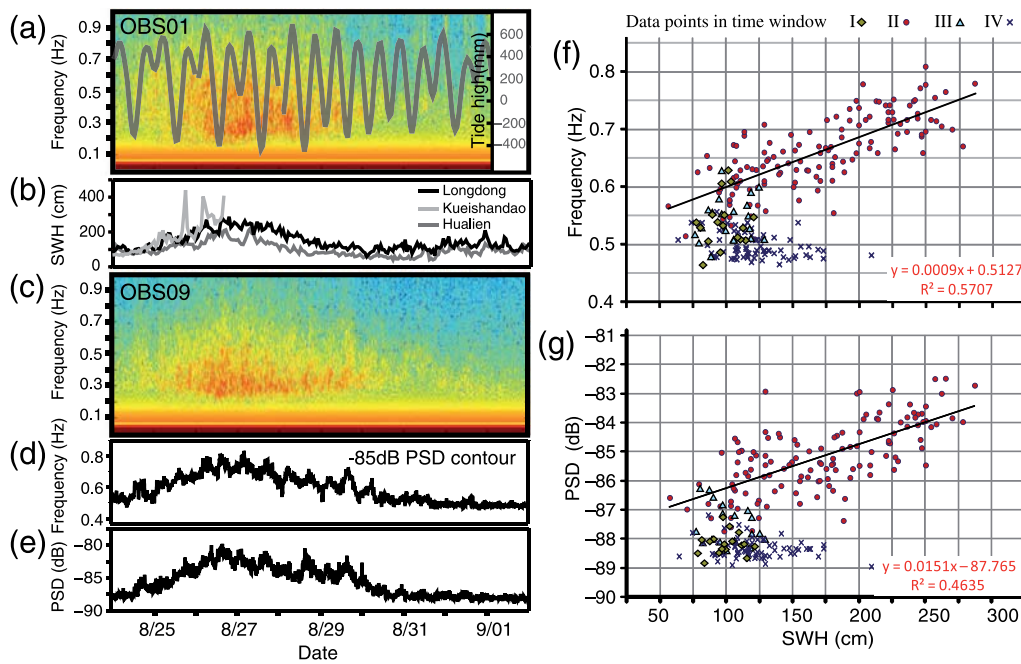 (a)
OBS01
Frequency (Hz)
0.9
0.7
0.5
0.3
0.1
Tide high(mm)
600
400
200
0
−200
−400
(b)
SWH (cm)
400
200
0
Longdong
Kueishandao
Hualien
(c)
OBS09
Frequency (Hz)
0.9
0.7
0.5
0.3
0.1
(d)
Frequency (Hz)
0.8
0.6
0.4
-85dB PSD contour
(e)
PSD (dB)
−80
−85
−90
8/25 8/27 8/29 8/31 9/01
Date
Data points in time window I II III IV
(f)
Frequency (Hz)
0.8
0.7
0.6
0.5
0.4
y = 0.0009x + 0.5127
R² = 0.5707
(g)
PSD (dB)
−81
−82
−83
−84
−85
−86
−87
−88
−89
−90
y = 0.0151x−87.765
R² = 0.4635
50 100 150 200 250 300
SWH (cm)